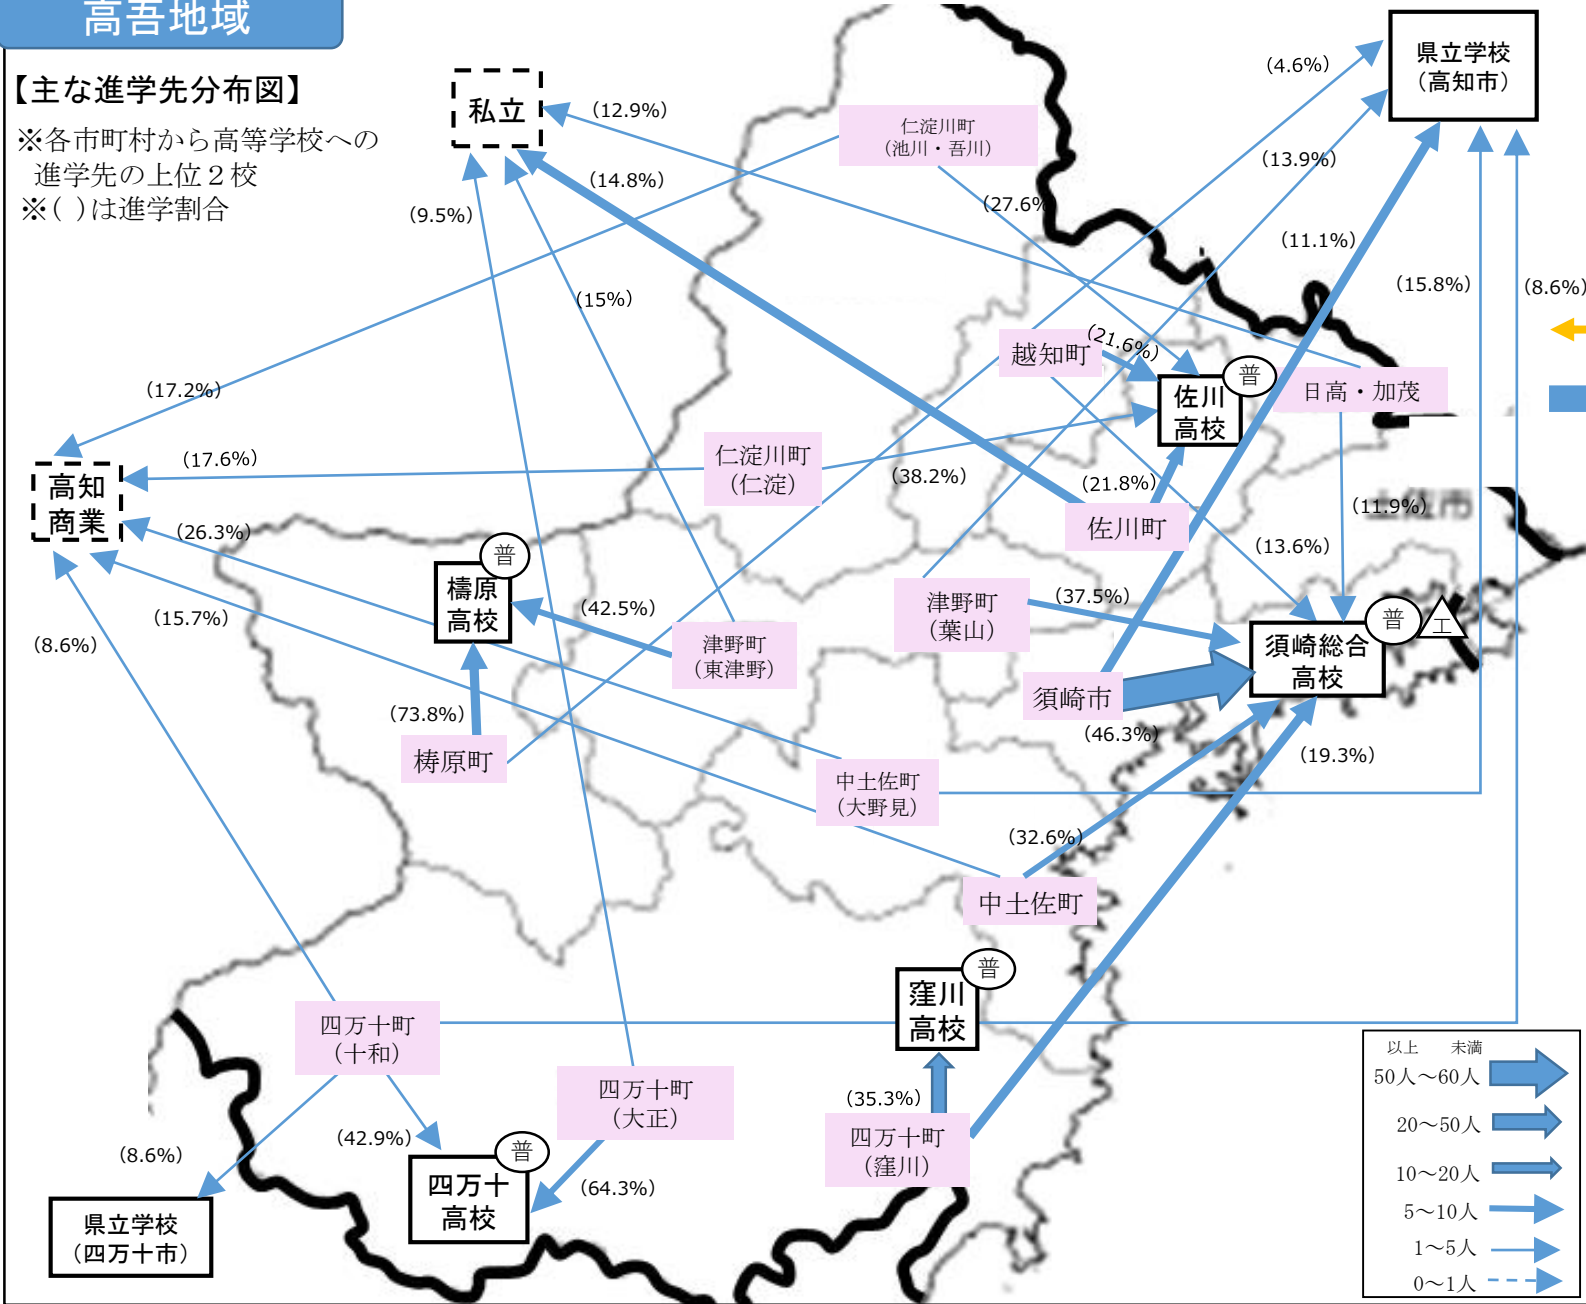 高吾地域
【主な進学先分布図】
※各市町村から高等学校への
進学先の上位２校
※( )は進学割合
私立
県立学校
（高知市）
(4.6%)
(12.9%)
仁淀川町
（池川・吾川）
(13.9%)
(14.8%)
(9.5%)
(27.6%)
(11.1%)
(15.8%)
(8.6%)
(15%)
越知町
(21.6%)
普
佐川
高校
日高・加茂
(17.2%)
(17.6%)
仁淀川町
（仁淀）
(38.2%)
(21.8%)
高知
商業
佐川町
(11.9%)
土佐市
(26.3%)
(13.6%)
普
檮原
高校
(42.5%)
津野町
（葉山）
(37.5%)
普
工
須崎総合
高校
(15.7%)
(8.6%)
津野町
（東津野）
須崎市
(46.3%)
(73.8%)
梼原町
(19.3%)
中土佐町
（大野見）
(32.6%)
中土佐町
普
窪川
高校
四万十町
（十和）
四万十町
（大正）
(35.3%)
四万十町
（窪川）
(8.6%)
(42.9%)
普
四万十
高校
(64.3%)
県立学校
（四万十市）
以上 未満
50人～60人
20～50人
10～20人
5～10人
1～5人
0～1人